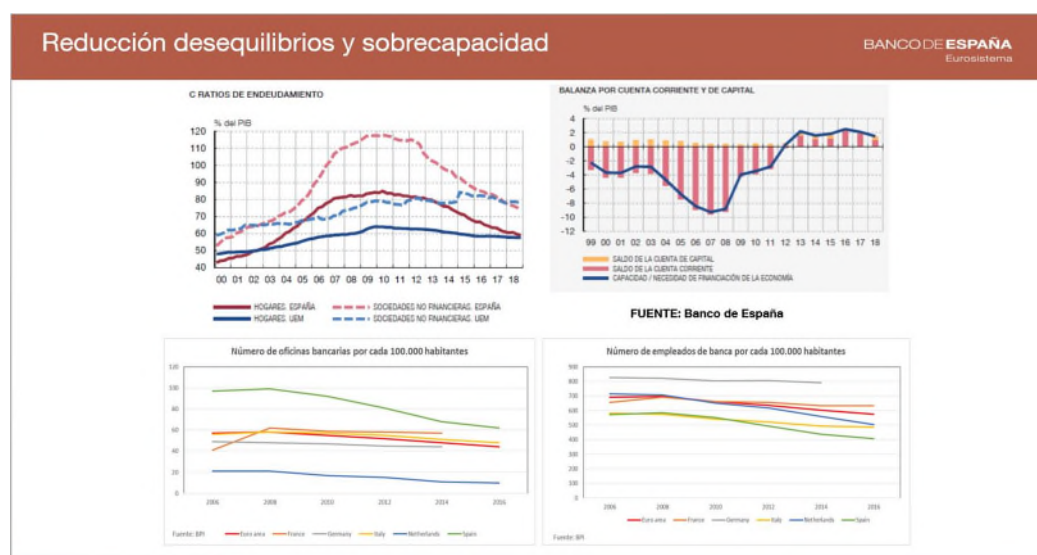 Reducción desequilibrios y sobrecapacidad
BANCO DE ESPAÑA
Eurosistema
C RATIOS DE ENDEUDAMIENTO
% del PIB
120
110
100
90
80
70
60
50
40
00 01 02 03 04 05 06 07 08 09 10 11 12 13 14 15 16 17 18
HOGARES. ESPAÑA
SOCIEDADES NO FINANCIERAS. ESPAÑA
HOGARES. UEM
SOCIEDADES NO FINANCIERAS. UEM
BALANZA POR CUENTA CORRIENTE Y DE CAPITAL
% del PIB
4
2
0
-2
-4
-6
-8
-10
-12
99 00 01 02 03 04 05 06 07 08 09 10 11 12 13 14 15 16 17 18
SALDO DE LA CUENTA DE CAPITAL
SALDO DE LA CUENTA CORRIENTE
CAPACIDAD / NECESIDAD DE FINANCIACIÓN DE LA ECONOMÍA
FUENTE: Banco de España
Número de oficinas bancarias por cada 100.000 habitantes
120
100
80
60
40
20
0
2006 2008 2010 2012 2014 2016
Euro area France Germany Italy Netherlands Spain
Fuente: BPI
Número de empleados de banca por cada 100.000 habitantes
900
800
700
600
500
400
300
200
100
0
2006 2008 2010 2012 2014 2016
Euro area France Germany Italy Netherlands Spain
Fuente: BPI